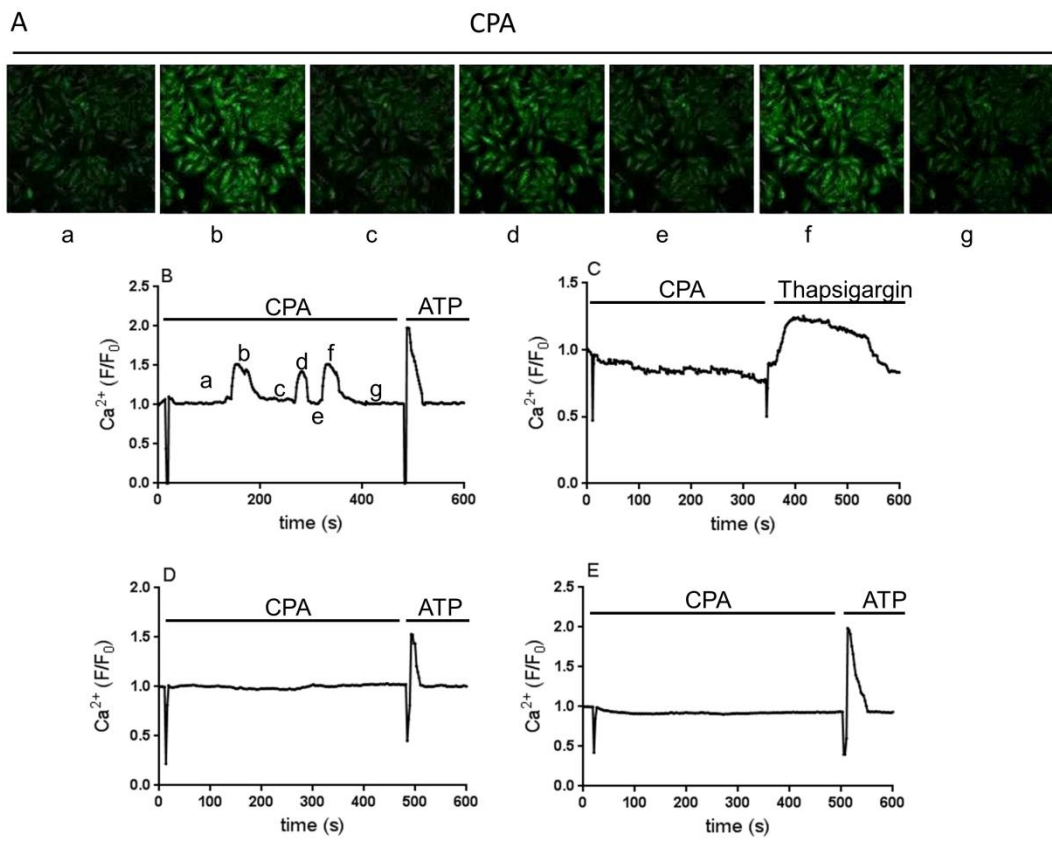 A
CPA
a b c d e f g
B
CPA ATP
2.5
2.0
1.5
1.0
0.5
0.0
Ca²⁺ (F/F₀)
a b c d e f g
0 200 400 600
time (s)
C
CPA Thapsigargin
1.5
1.0
0.5
0.0
Ca²⁺ (F/F₀)
0 100 200 300 400 500 600
time (s)
D
CPA ATP
2.0
1.5
1.0
0.5
0.0
Ca²⁺ (F/F₀)
0 100 200 300 400 500 600
time (s)
E
CPA ATP
2.5
2.0
1.5
1.0
0.5
0.0
Ca²⁺ (F/F₀)
0 100 200 300 400 500 600
time (s)